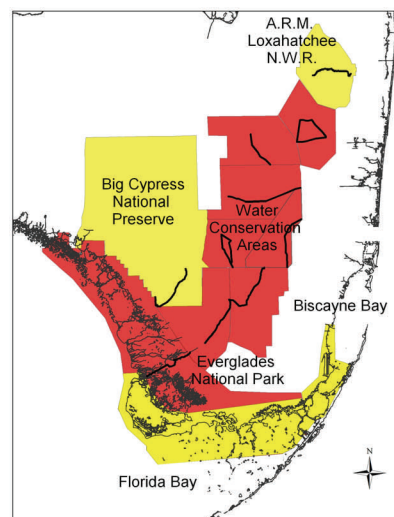 A.R.M.
Loxahatchee
N.W.R.
Big Cypress
National
Preserve
Water
Conservation
Areas
Biscayne Bay
Everglades
National Park
Florida Bay
N